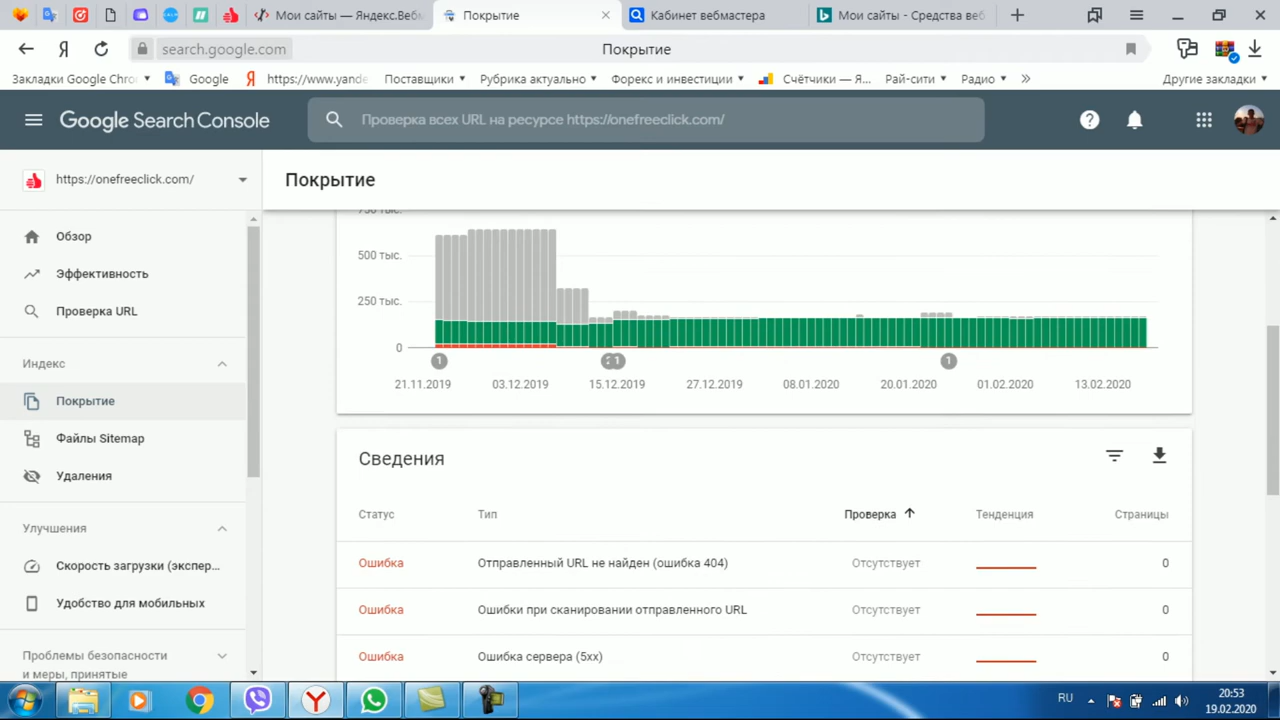 Мои сайты — Яндекс.Веб
Покрытие
Кабинет вебмастера
Мои сайты - Средства веб
Я
search.google.com
Покрытие
Закладки Google Chro
Google
Я
https://www.yande
Поставщики
Рубрика актуально
Форекс и инвестиции
Счётчики — Я...
Рай-сити
Радио
»
Другие закладки
Google Search Console
Проверка всех URL на ресурсе https://onefreeclick.com/
https://onefreeclick.com/
Покрытие
Обзор
Эффективность
Проверка URL
Индекс
Покрытие
Файлы Sitemap
Удаления
Улучшения
Скорость загрузки (экспер...
Удобство для мобильных
Проблемы безопасности
и меры, принятые
750 тыс.
500 тыс.
250 тыс.
0
1
1
1
21.11.2019
03.12.2019
15.12.2019
27.12.2019
08.01.2020
20.01.2020
01.02.2020
13.02.2020
Сведения
Статус Тип Проверка Тенденция Страницы
Ошибка Отправленный URL не найден (ошибка 404) Отсутствует 0
Ошибка Ошибки при сканировании отправленного URL Отсутствует 0
Ошибка Ошибка сервера (5xx) Отсутствует 0
RU
20:53
19.02.2020